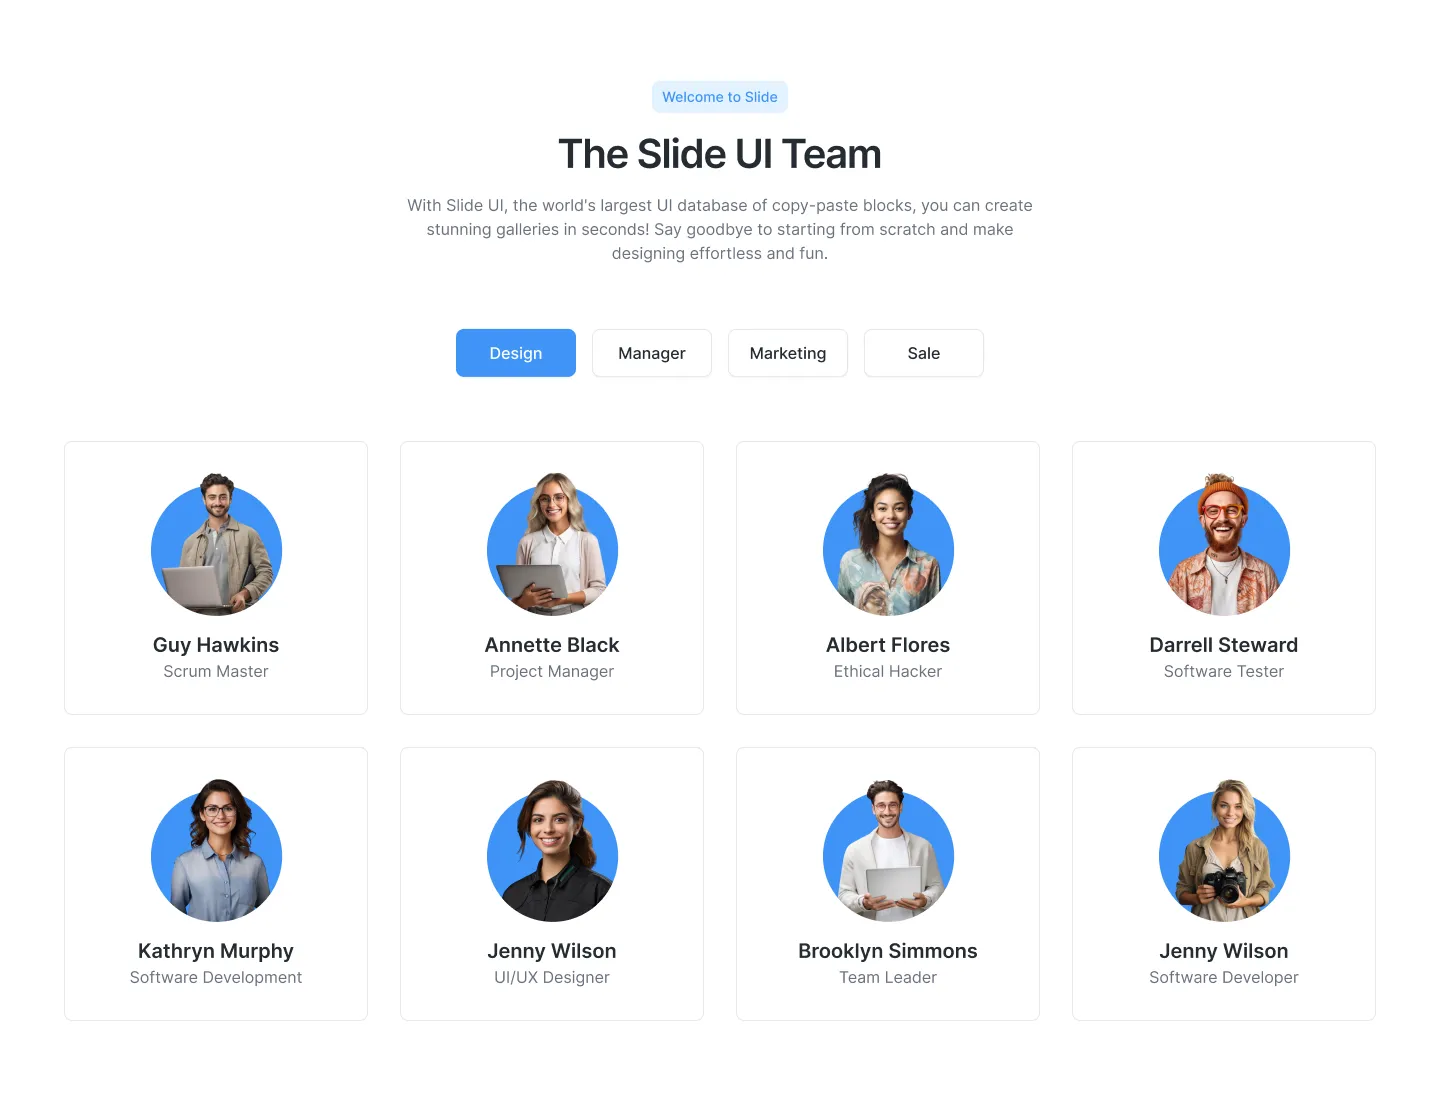 Welcome to Slide
The Slide UI Team
With Slide UI, the world's largest UI database of copy-paste blocks, you can create
stunning galleries in seconds! Say goodbye to starting from scratch and make
designing effortless and fun.
Design
Manager
Marketing
Sale
Guy Hawkins
Scrum Master
Annette Black
Project Manager
Albert Flores
Ethical Hacker
Darrell Steward
Software Tester
Kathryn Murphy
Software Development
Jenny Wilson
UI/UX Designer
Brooklyn Simmons
Team Leader
Jenny Wilson
Software Developer